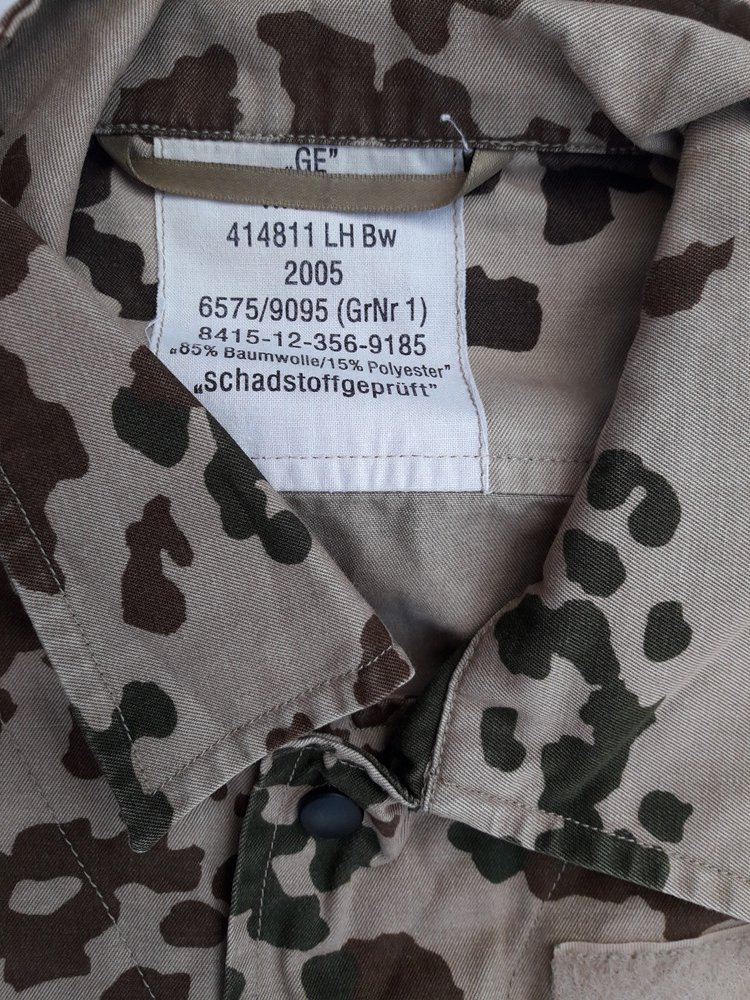 „GE”
414811 LH Bw
2005
6575/9095 (GrNr 1)
8415-12-356-9185
„85% Baumwolle/15% Polyester”
„schadstoffgeprüft”